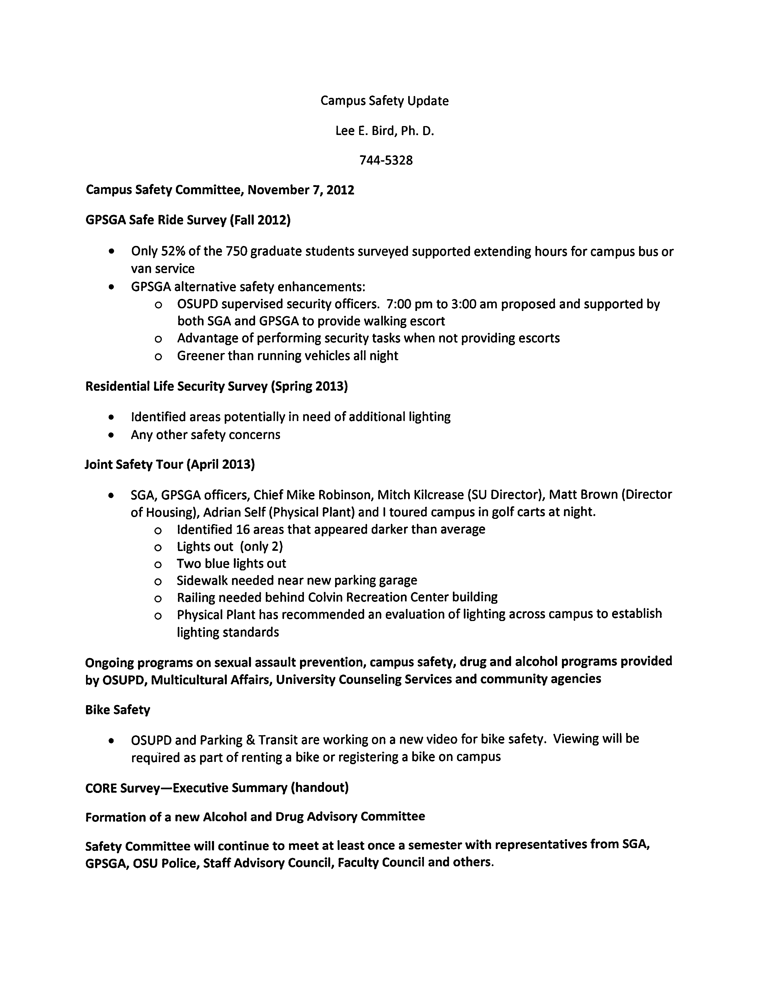 Campus Safety Update
Lee E. Bird, Ph. D.
744-5328
Campus Safety Committee, November 7, 2012
GPSGA Safe Ride Survey (Fall 2012)
• Only 52% of the 750 graduate students surveyed supported extending hours for campus bus or
van service
• GPSGA alternative safety enhancements:
o OSUPD supervised security officers.  7:00 pm to 3:00 am proposed and supported by
both SGA and GPSGA to provide walking escort
o Advantage of performing security tasks when not providing escorts
o Greener than running vehicles all night
Residential Life Security Survey (Spring 2013)
• Identified areas potentially in need of additional lighting
• Any other safety concerns
Joint Safety Tour (April 2013)
• SGA, GPSGA officers, Chief Mike Robinson, Mitch Kilcrease (SU Director), Matt Brown (Director
of Housing), Adrian Self (Physical Plant) and I toured campus in golf carts at night.
o Identified 16 areas that appeared darker than average
o Lights out  (only 2)
o Two blue lights out
o Sidewalk needed near new parking garage
o Railing needed behind Colvin Recreation Center building
o Physical Plant has recommended an evaluation of lighting across campus to establish
lighting standards
Ongoing programs on sexual assault prevention, campus safety, drug and alcohol programs provided
by OSUPD, Multicultural Affairs, University Counseling Services and community agencies
Bike Safety
• OSUPD and Parking & Transit are working on a new video for bike safety.  Viewing will be
required as part of renting a bike or registering a bike on campus
CORE Survey—Executive Summary (handout)
Formation of a new Alcohol and Drug Advisory Committee
Safety Committee will continue to meet at least once a semester with representatives from SGA,
GPSGA, OSU Police, Staff Advisory Council, Faculty Council and others.